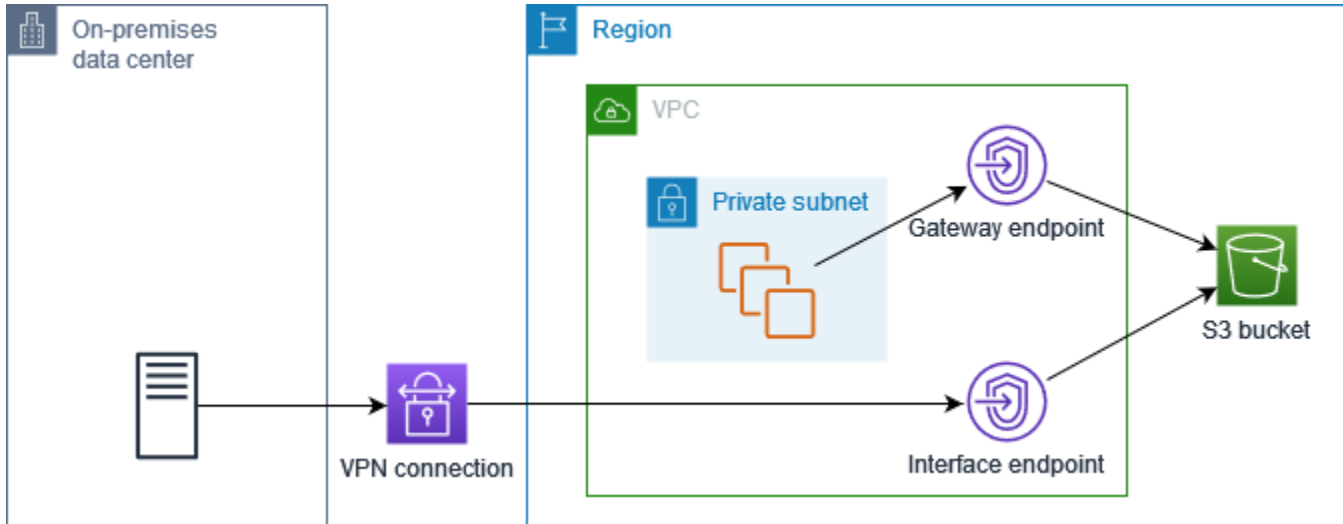 On-premises
data center
Region
VPC
Private subnet
Gateway endpoint
S3 bucket
VPN connection
Interface endpoint